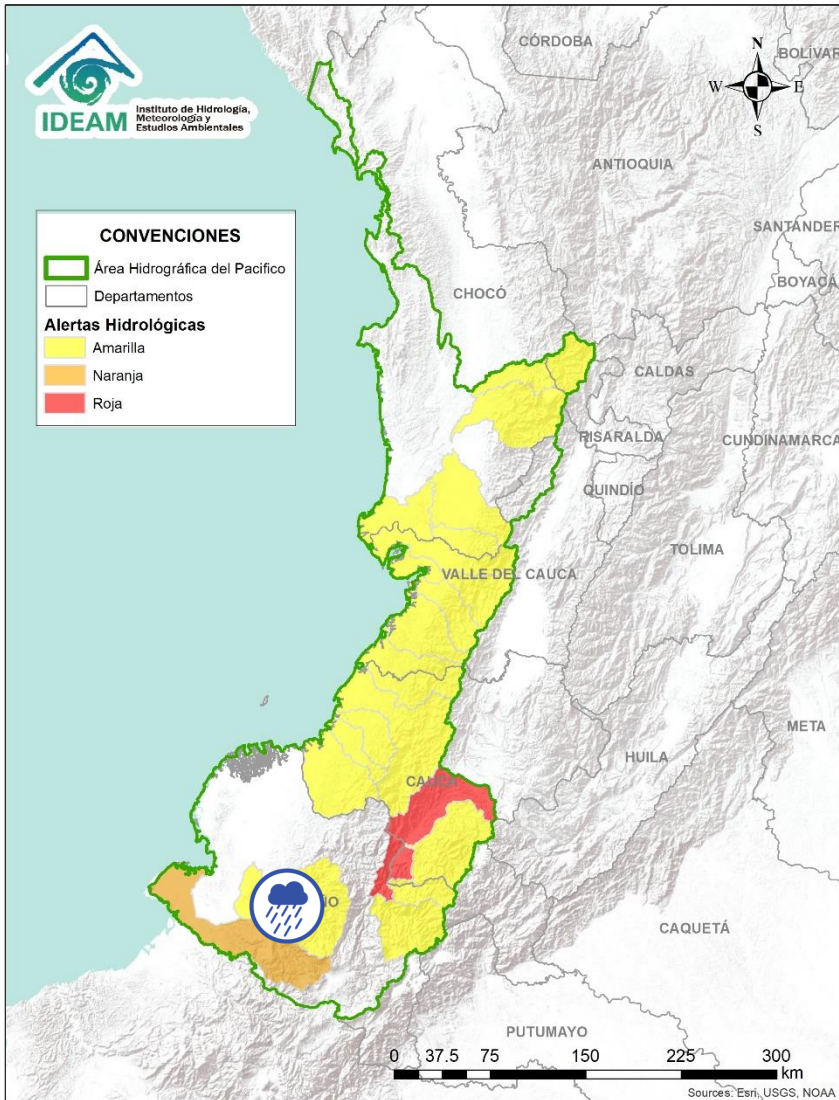 IDEAM
Instituto de Hidrología,
Meteorología y
Estudios Ambientales
N
W
E
S
CÓRDOBA
BOLÍVAR
ANTIOQUIA
SANTANDER
BOYACÁ
CHOCÓ
CALDAS
RISARALDA
CUNDINAMARCA
QUINDÍO
TOLIMA
VALLE DEL CAUCA
META
HUILA
CAUCA
ÑO
CAQUETÁ
PUTUMAYO
CONVENCIONES
Área Hidrográfica del Pacifico
Departamentos
Alertas Hidrológicas
Amarilla
Naranja
Roja
0 37.5 75 150 225 300
km
Sources: Esri, USGS, NOAA